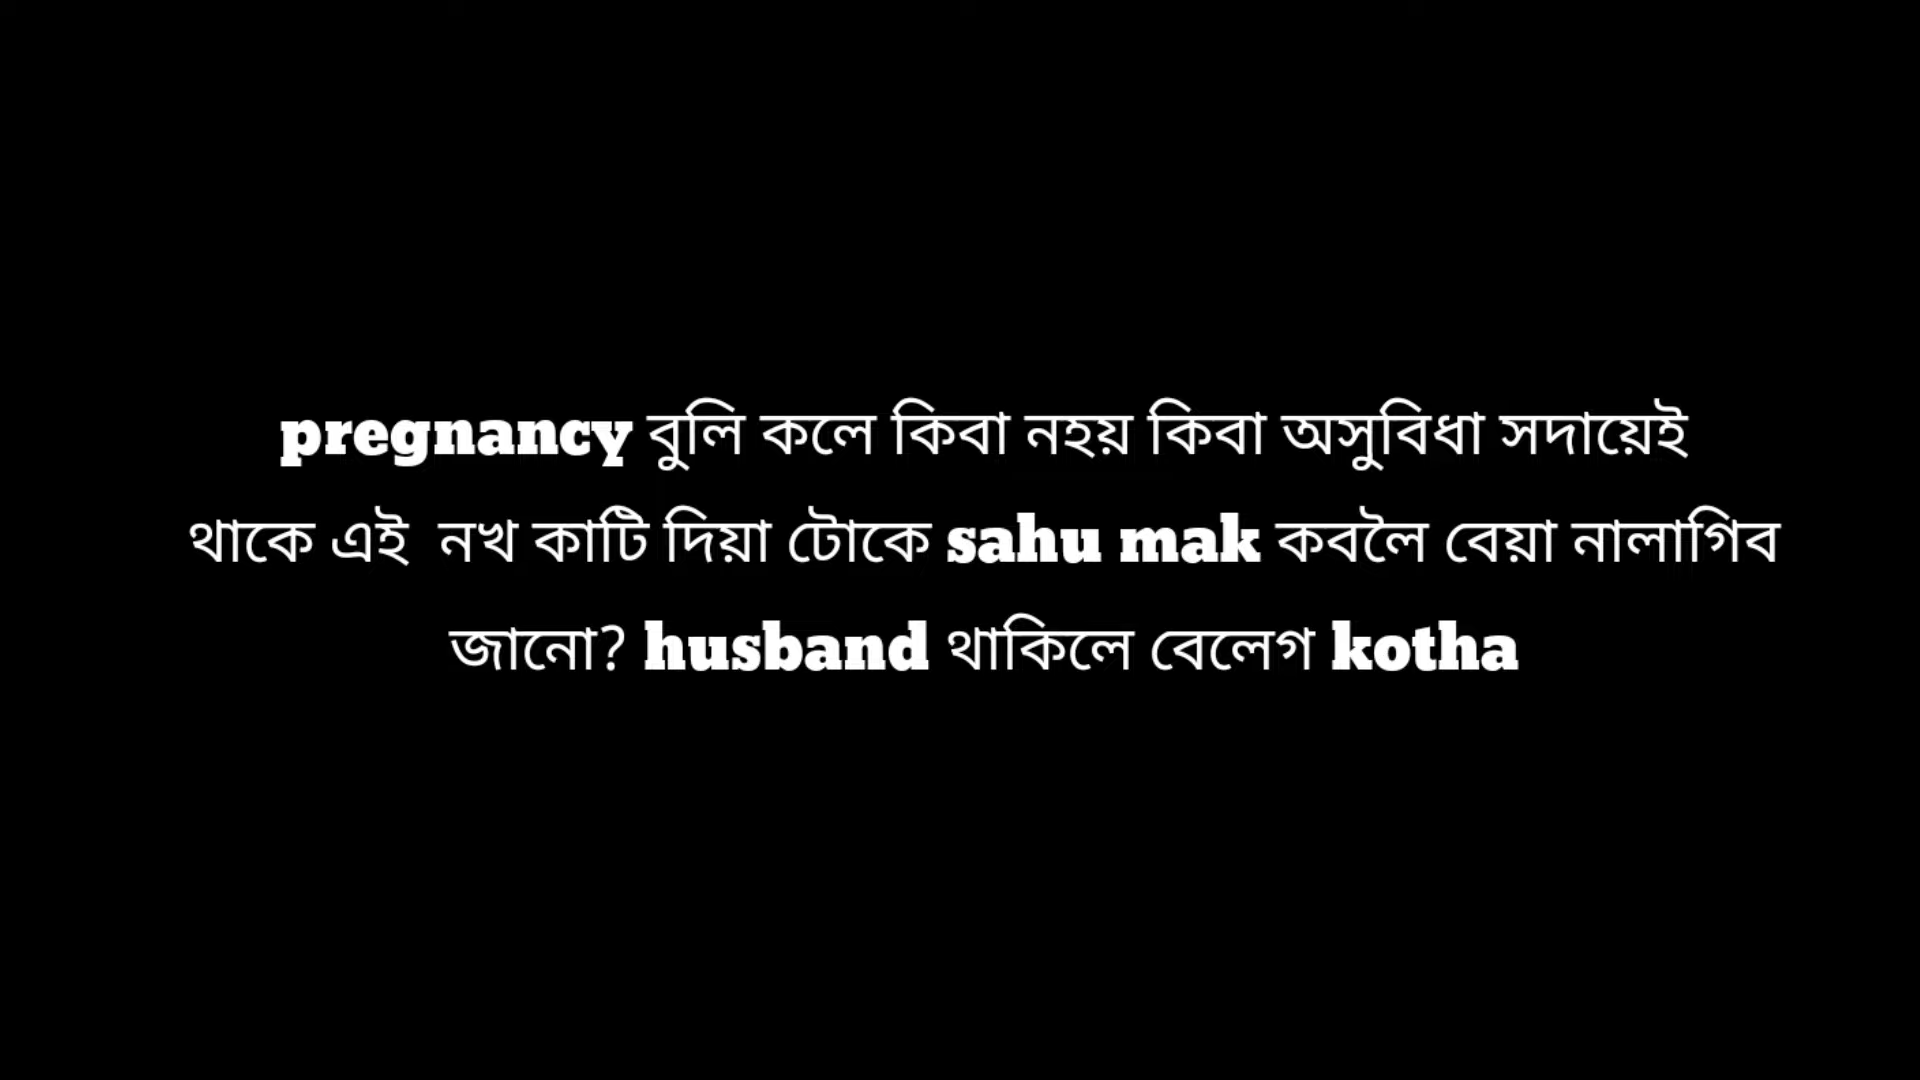 pregnancy বুলি কলে কিবা নহয় কিবা অসুবিধা সদায়েই
থাকে এই নখ কাটি দিয়া টোকে sahu mak কবলৈ বেয়া নালাগিব
জানো? husband থাকিলে বেলেগ kotha